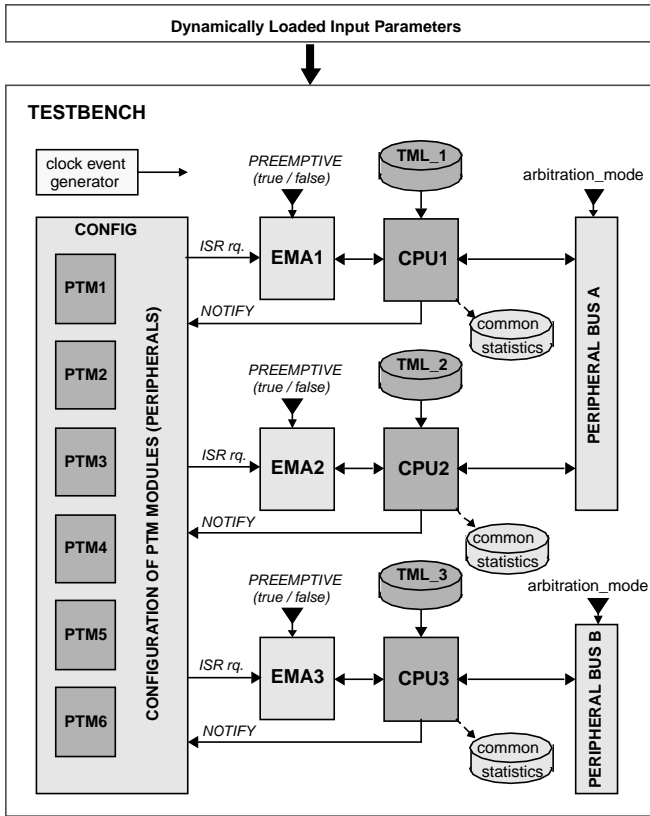 Dynamically Loaded Input Parameters
TESTBENCH
clock event
generator
PREEMPTIVE
(true / false)
TML_1
arbitration_mode
CONFIG
ISR rq.
EMA1
CPU1
NOTIFY
common
statistics
PERIPHERAL BUS A
PTM1
PTM2
PTM3
PTM4
PTM5
PTM6
CONFIGURATION OF PTM MODULES (PERIPHERALS)
PREEMPTIVE
(true / false)
TML_2
ISR rq.
EMA2
CPU2
NOTIFY
common
statistics
PREEMPTIVE
(true / false)
TML_3
arbitration_mode
ISR rq.
EMA3
CPU3
NOTIFY
common
statistics
PERIPHERAL BUS B